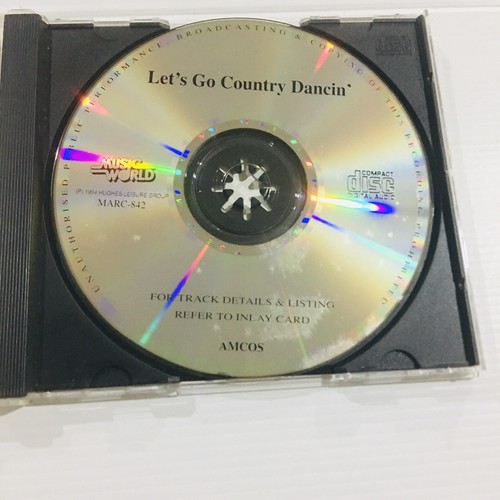 UNAUTHORISED PUBLIC PERFORMANCE, BROADCASTING & COPYING OF THIS RECORDING PROHIBITED
Let's Go Country Dancin'
MUSIC
WORLD
(P) 1994 HUGHES LEISURE GROUP
MARC-842
COMPACT
disc
DIGITAL AUDIO
FOR TRACK DETAILS & LISTING
REFER TO INLAY CARD
AMCOS